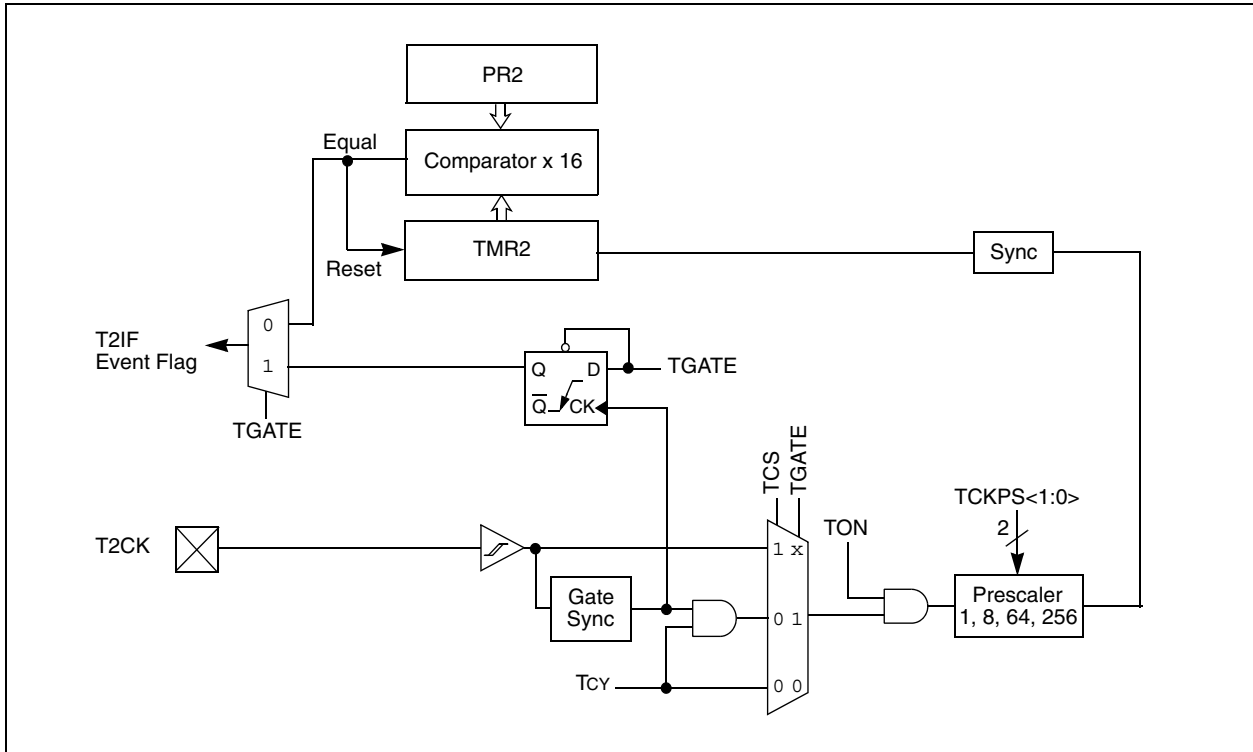 PR2
Equal
Comparator x 16
TMR2
Reset
Sync
T2IF
Event Flag
0
1
TGATE
Q
D
Q̅
CK
TGATE
TCS
TGATE
TCKPS<1:0>
2
TON
T2CK
1 x
Gate
Sync
0 1
Prescaler
1, 8, 64, 256
TCY
0 0